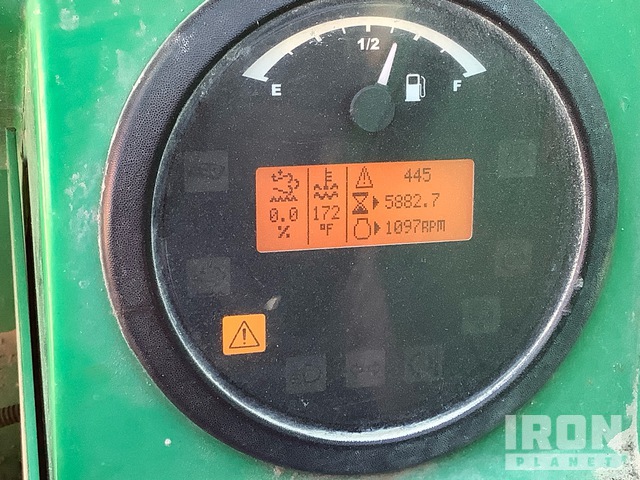 1/2
E F
445
0.0 172 5882.7
% °F 1097RPM
IRON
PLANET